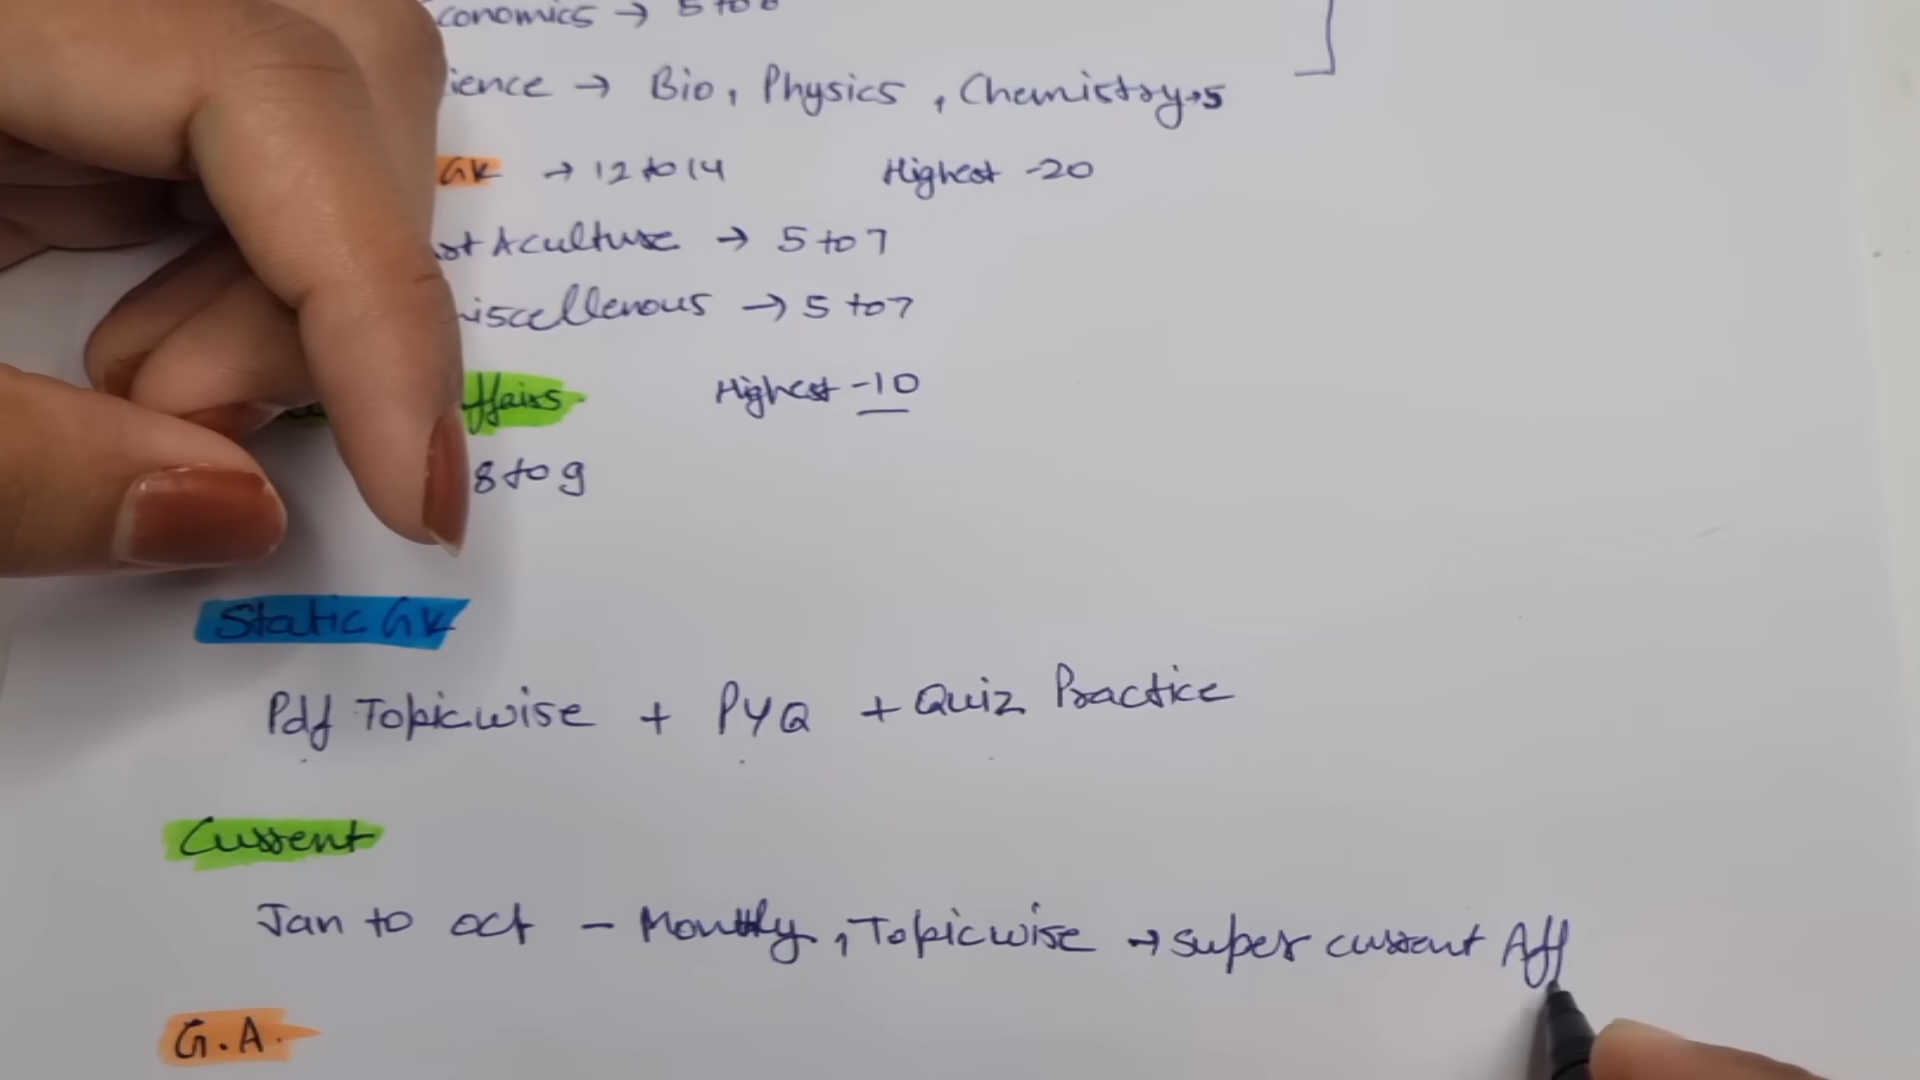 conomics → 5 to 6
ience → Bio, Physics, Chemistry → 5
GK → 12 to 14 Highest - 20
Art & culture → 5 to 7
iscellenous → 5 to 7
ffairs Highest - 10
8 to 9
Static GK
Pdf Topicwise + PYQ + Quiz Practice
Current
Jan to oct - Monthly, Topicwise → super current Aff
G.A.